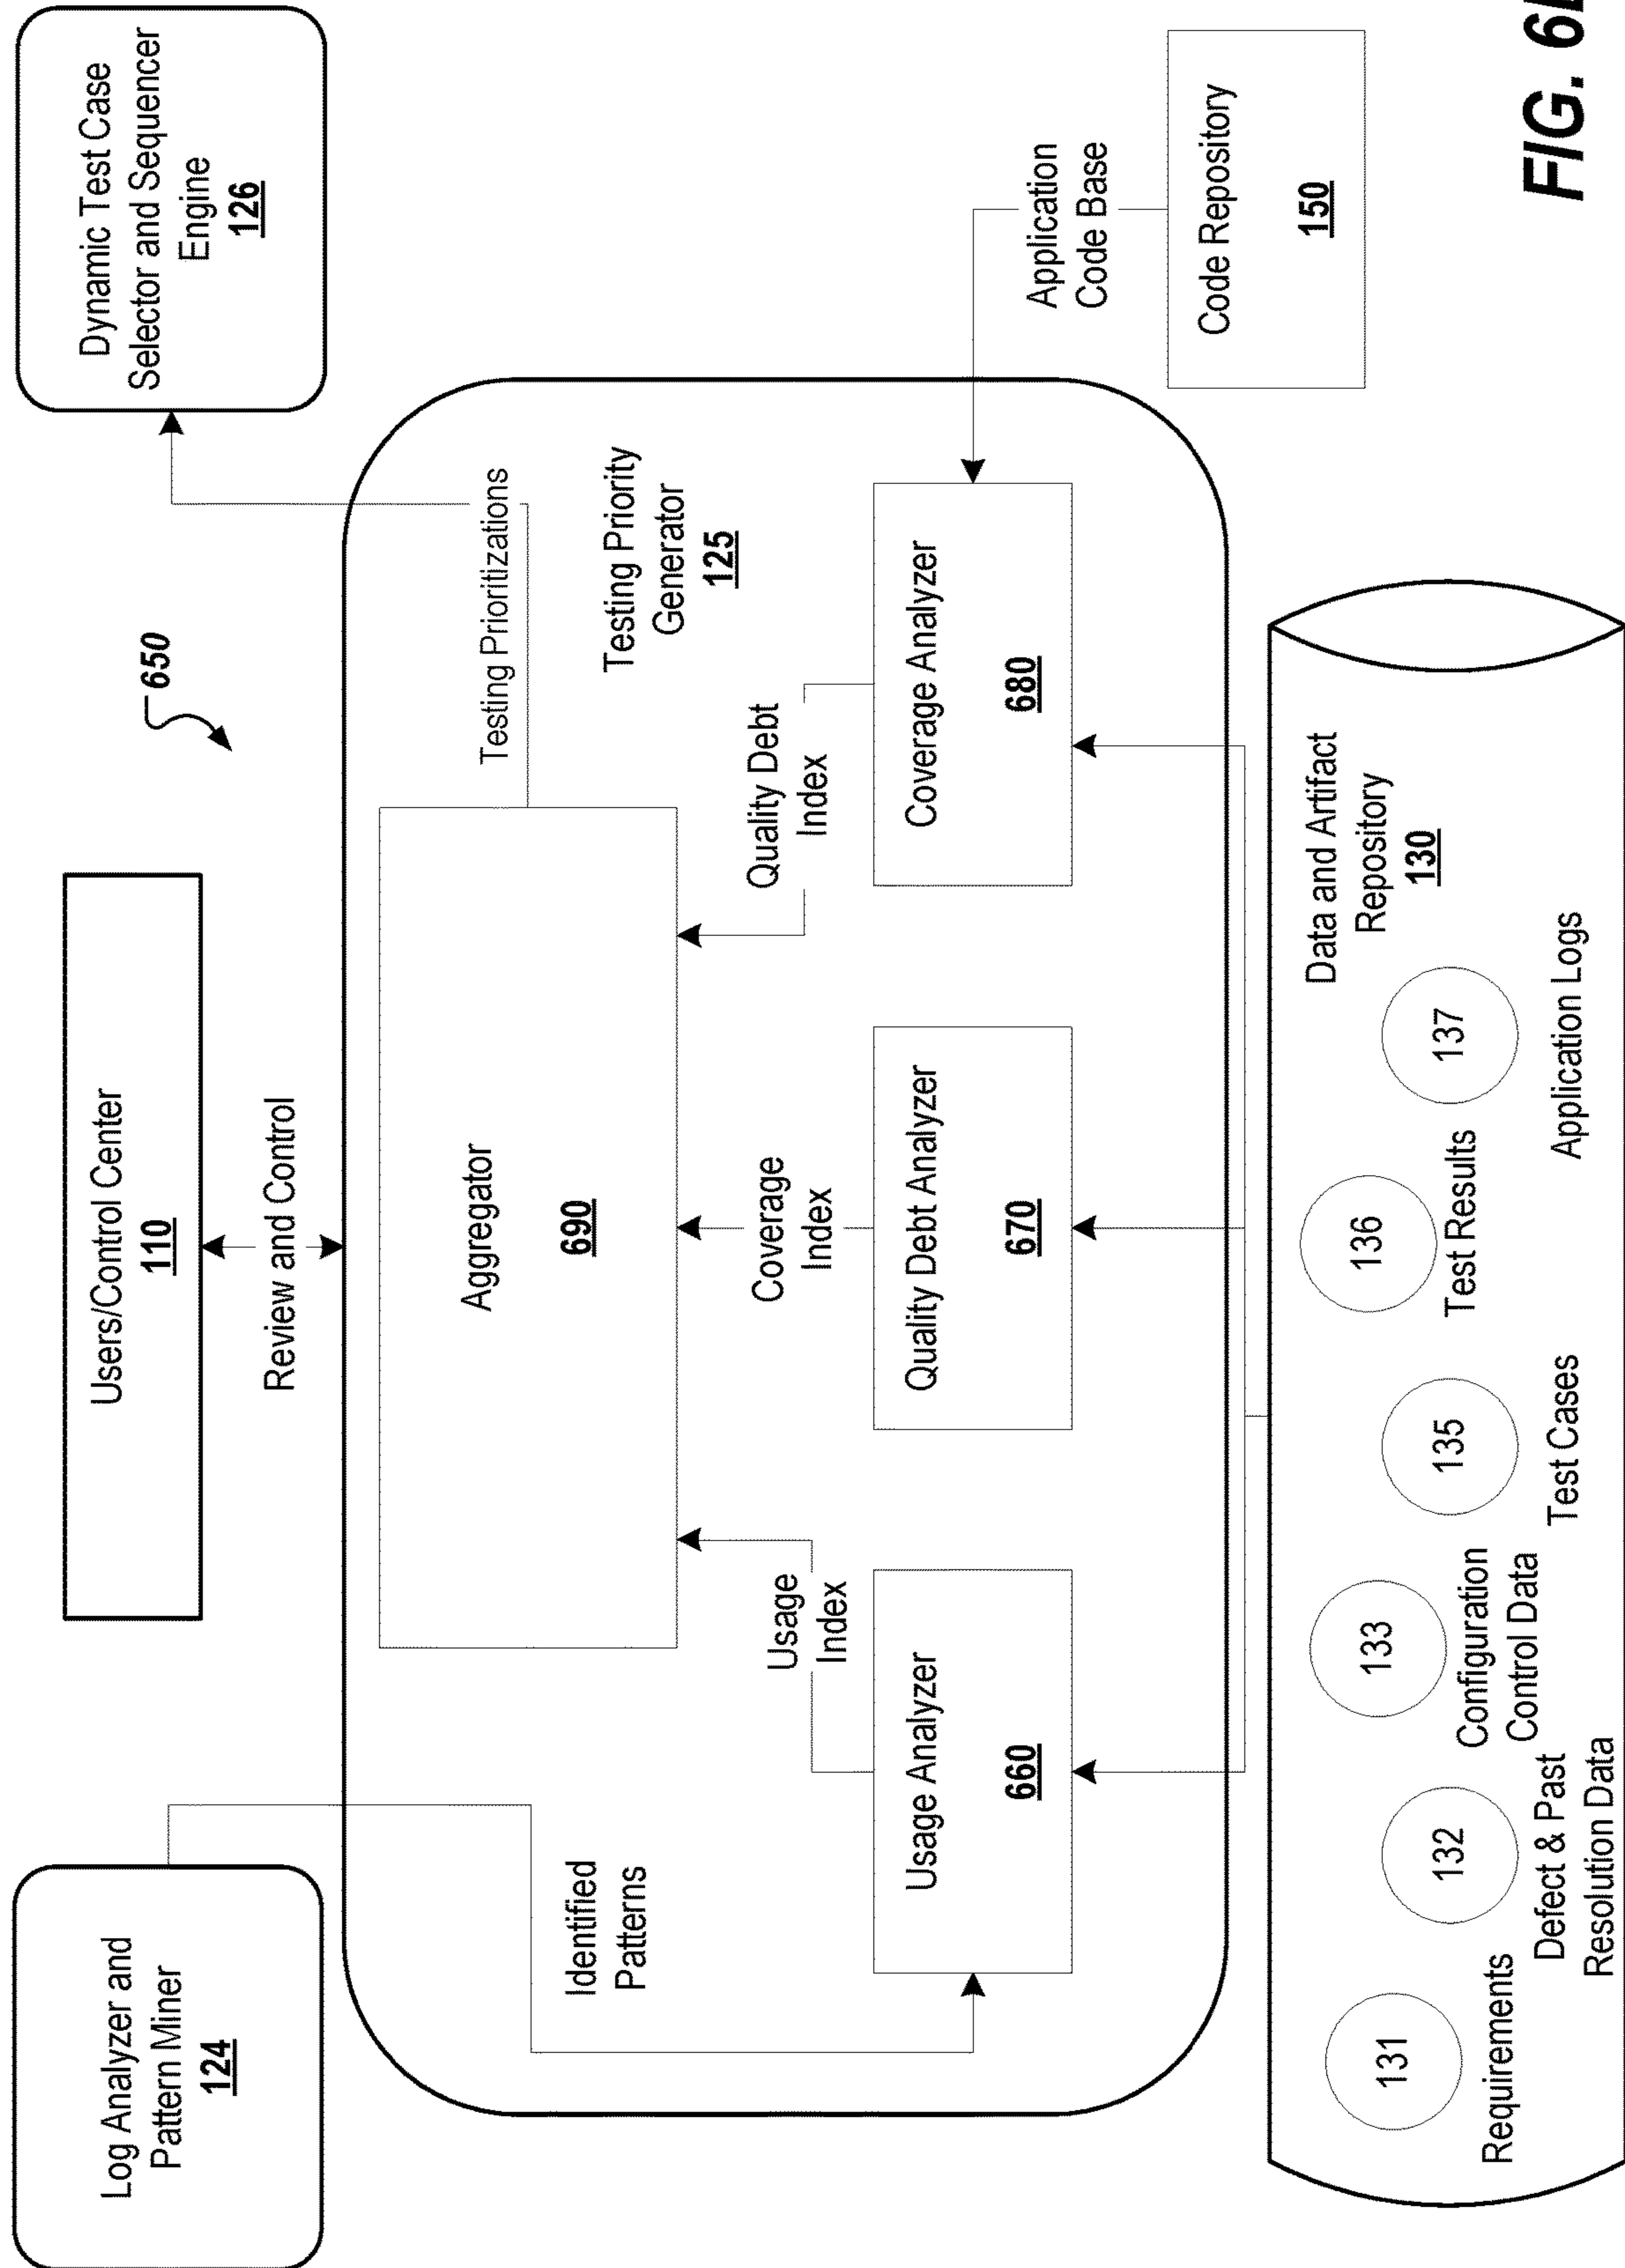 Log Analyzer and
Pattern Miner
124
Users/Control Center
110
Dynamic Test Case
Selector and Sequencer
Engine
126
650
Review and Control
Identified
Patterns
Aggregator
690
Testing Prioritizations
Testing Priority
Generator
125
Usage
Index
Coverage
Index
Quality Debt
Index
Usage Analyzer
660
Quality Debt Analyzer
670
Coverage Analyzer
680
Application
Code Base
Code Repository
150
Data and Artifact
Repository
130
131
Requirements
132
Defect & Past
Resolution Data
133
Configuration
Control Data
135
Test Cases
136
Test Results
137
Application Logs
FIG.